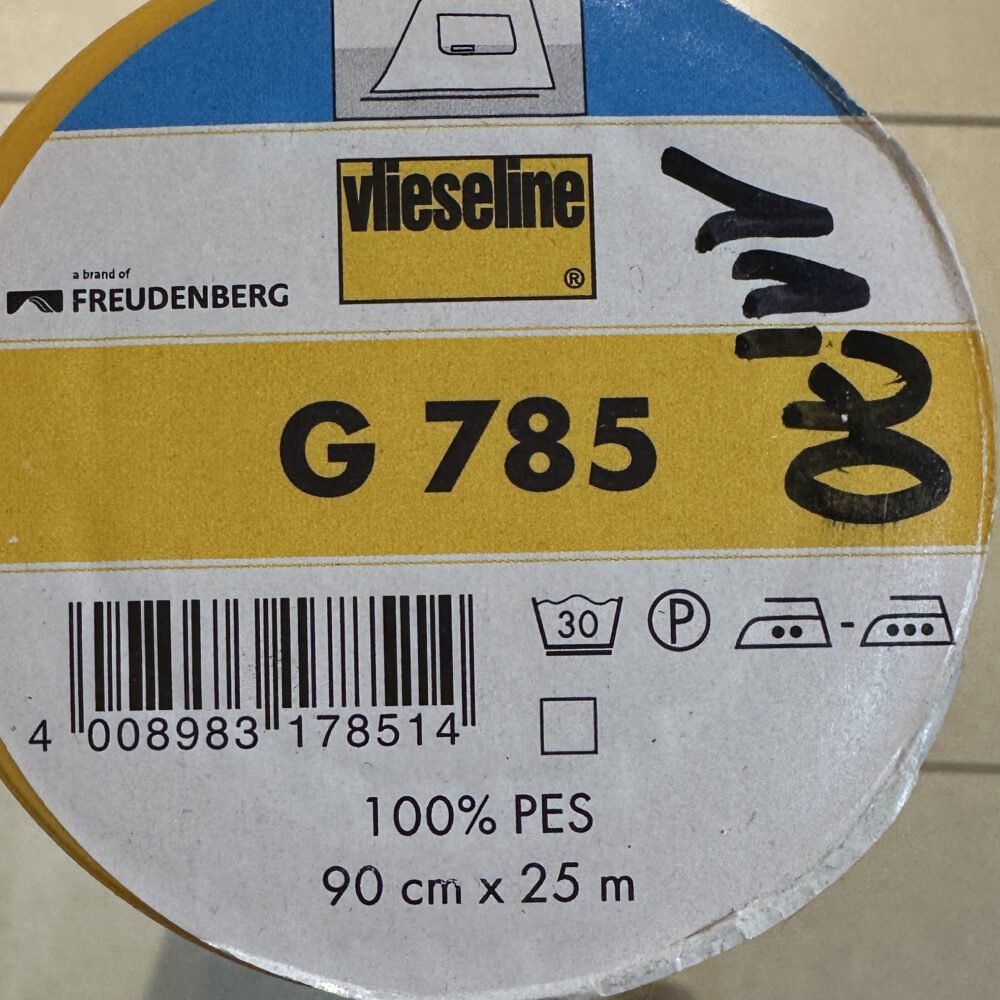 vlieseline
®
a brand of
FREUDENBERG
G 785
30 P
4 008983 178514
100% PES
90 cm x 25 m